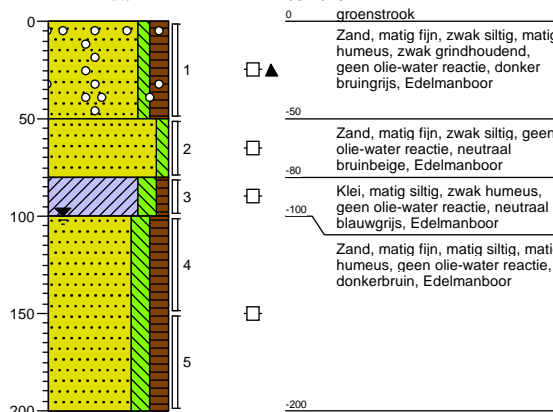 0
50
100
150
200
1
2
3
4
5
0
groenstrook
Zand, matig fijn, zwak siltig, matig
humeus, zwak grindhoudend,
geen olie-water reactie, donker
bruingrijs, Edelmanboor
-50
Zand, matig fijn, zwak siltig, geen
olie-water reactie, neutraal
bruinbeige, Edelmanboor
-80
Klei, matig siltig, zwak humeus,
geen olie-water reactie, neutraal
blauwgrijs, Edelmanboor
-100
Zand, matig fijn, matig siltig, matig
humeus, geen olie-water reactie,
donkerbruin, Edelmanboor
-200